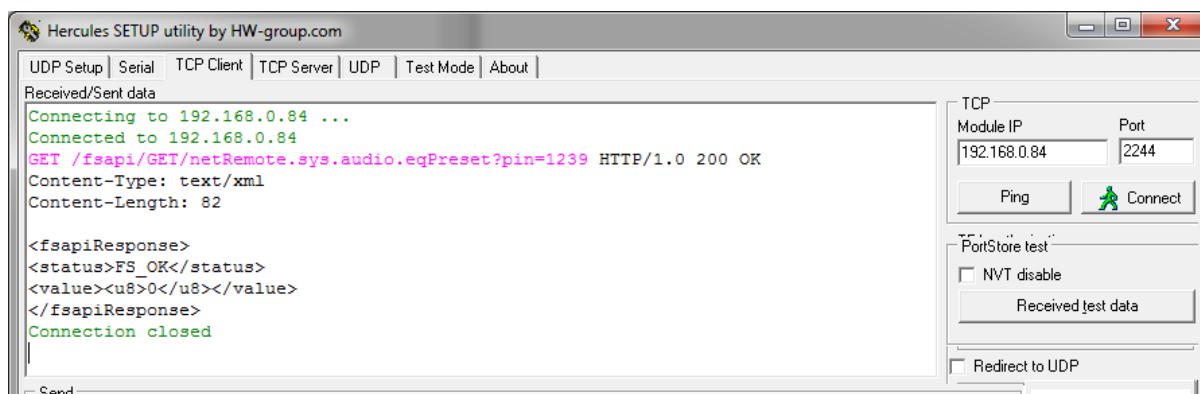 Hercules SETUP utility by HW-group.com
UDP Setup Serial TCP Client TCP Server UDP Test Mode About
Received/Sent data
Connecting to 192.168.0.84 ...
Connected to 192.168.0.84
GET /fsapi/GET/netRemote.sys.audio.eqPreset?pin=1239 HTTP/1.0 200 OK
Content-Type: text/xml
Content-Length: 82
<fsapiResponse>
<status>FS_OK</status>
<value><u8>0</u8></value>
</fsapiResponse>
Connection closed
TCP
Module IP Port
192.168.0.84 2244
Ping Connect
PortStore test
NVT disable
Received test data
Redirect to UDP
Send